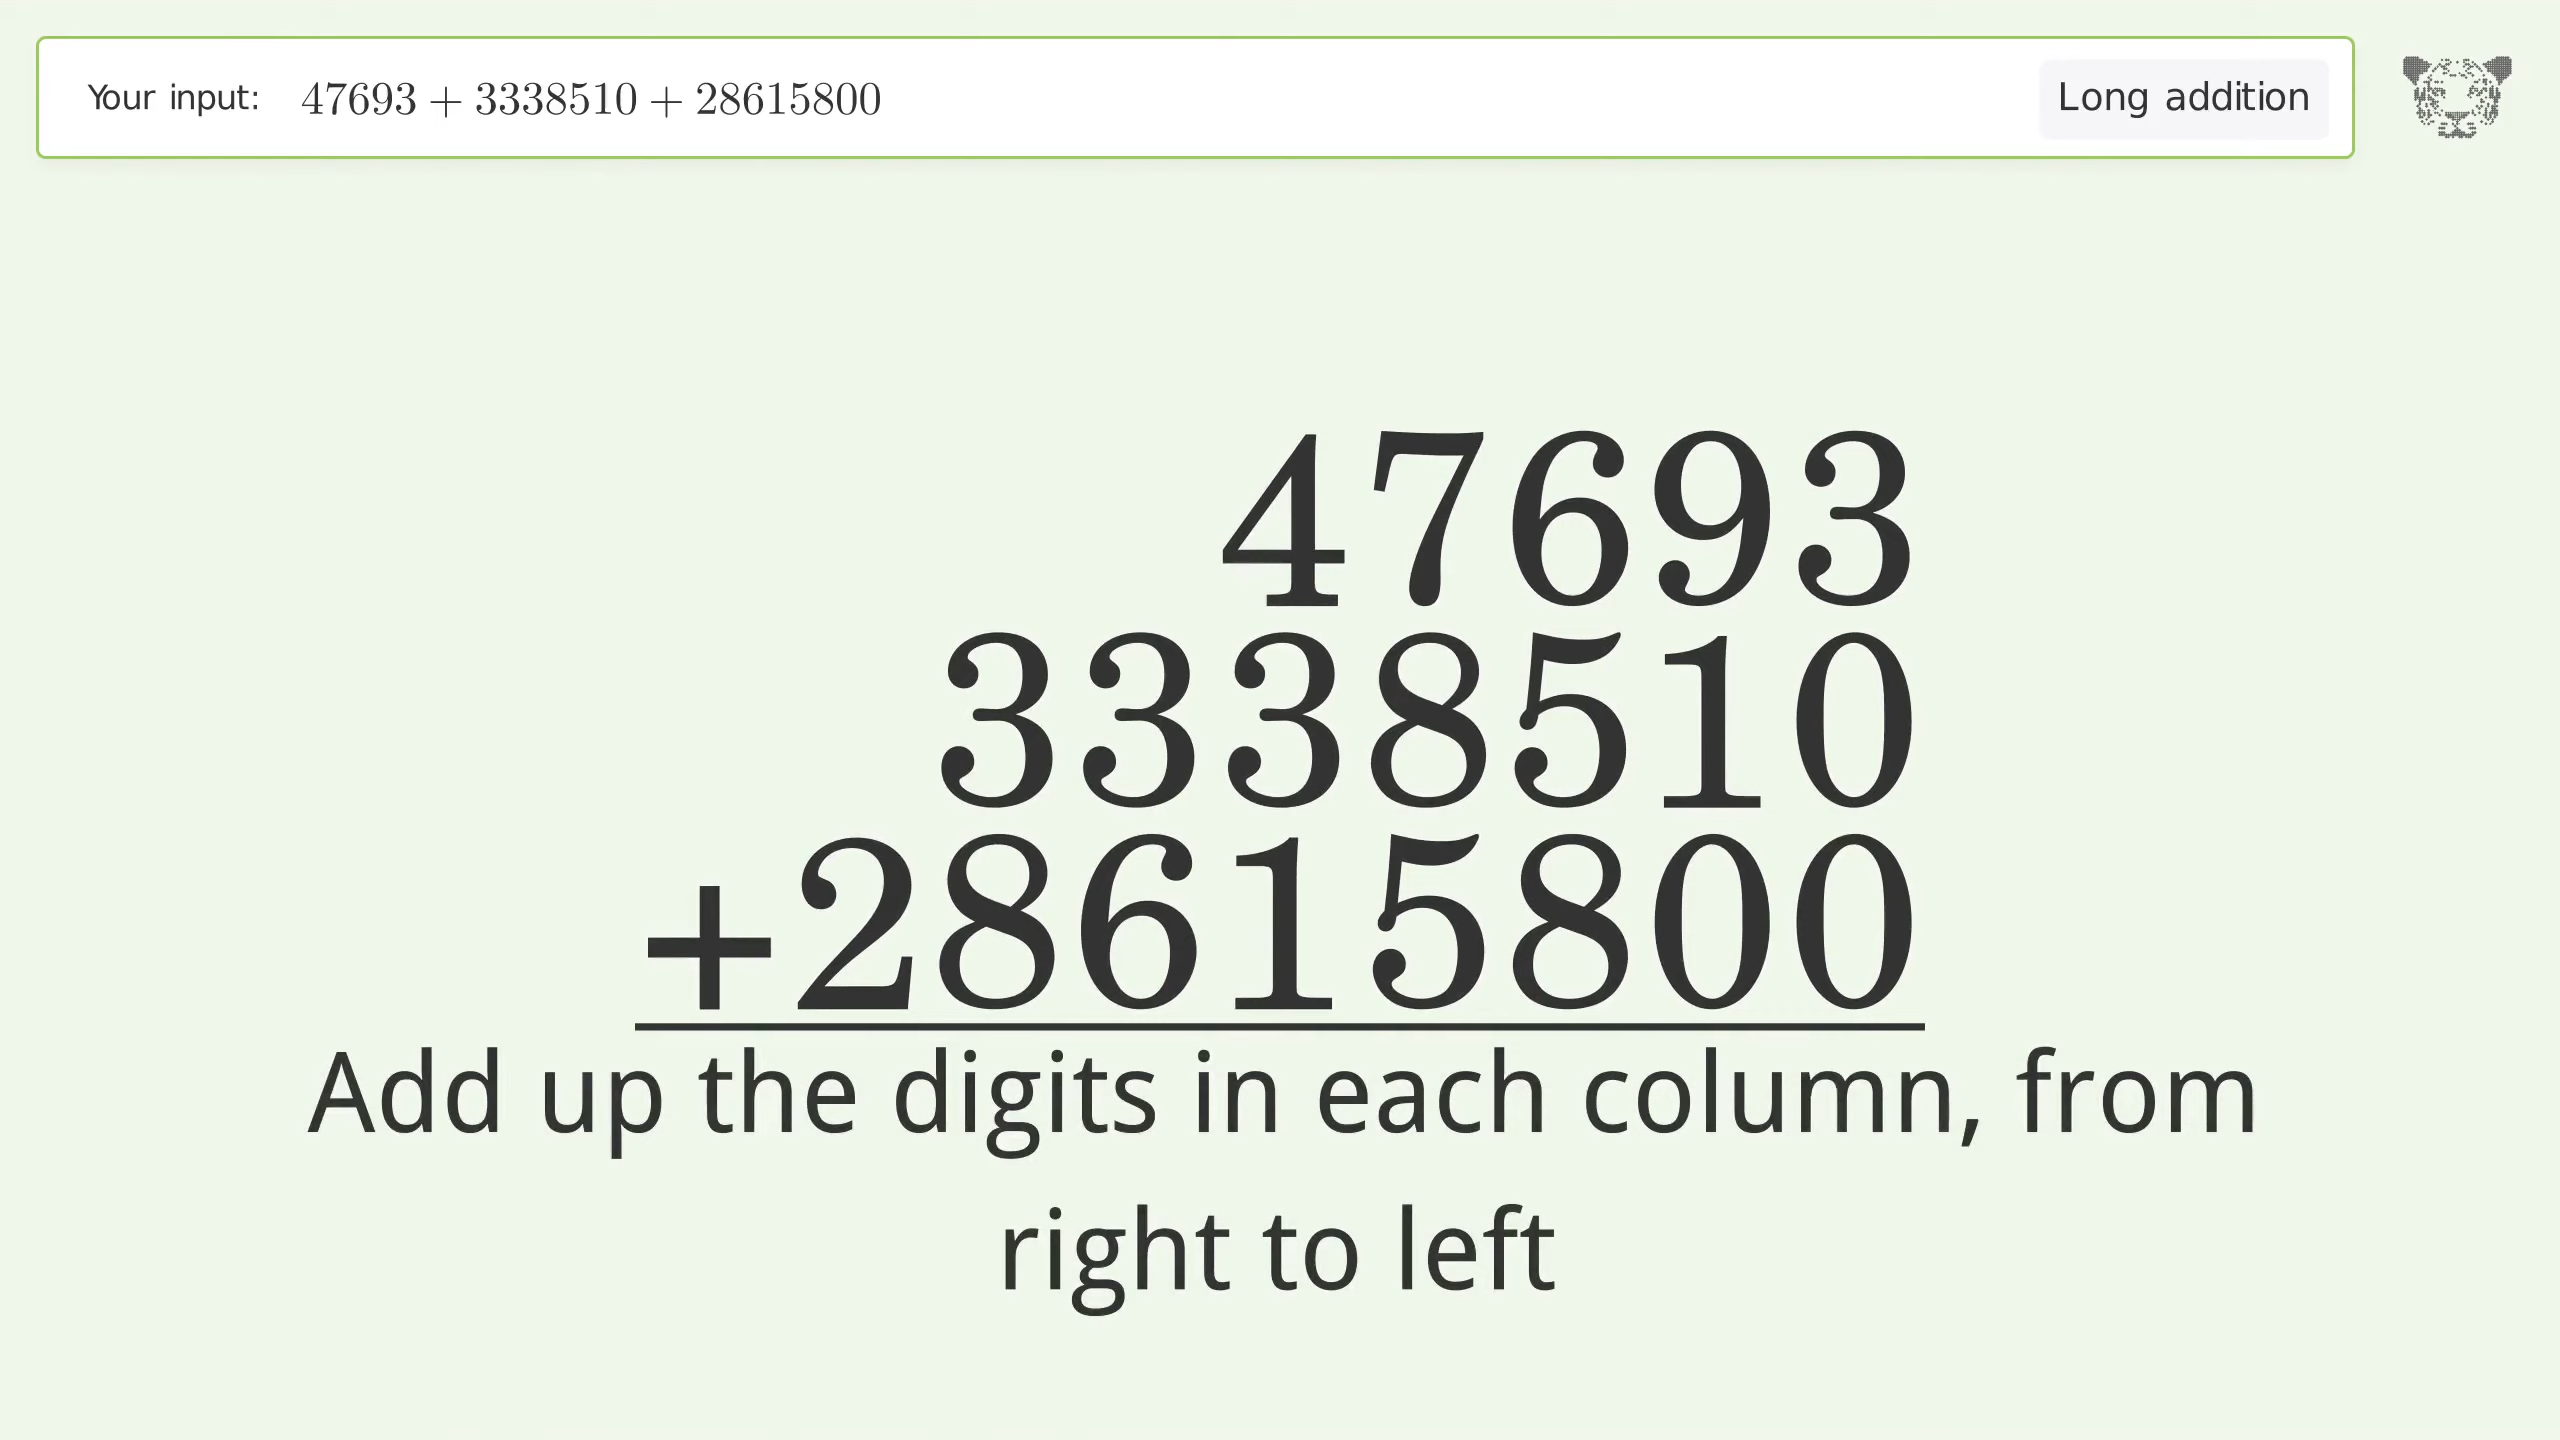 Your input: 47693 + 3338510 + 28615800
Long addition
47693
3338510
+28615800
Add up the digits in each column, from
right to left